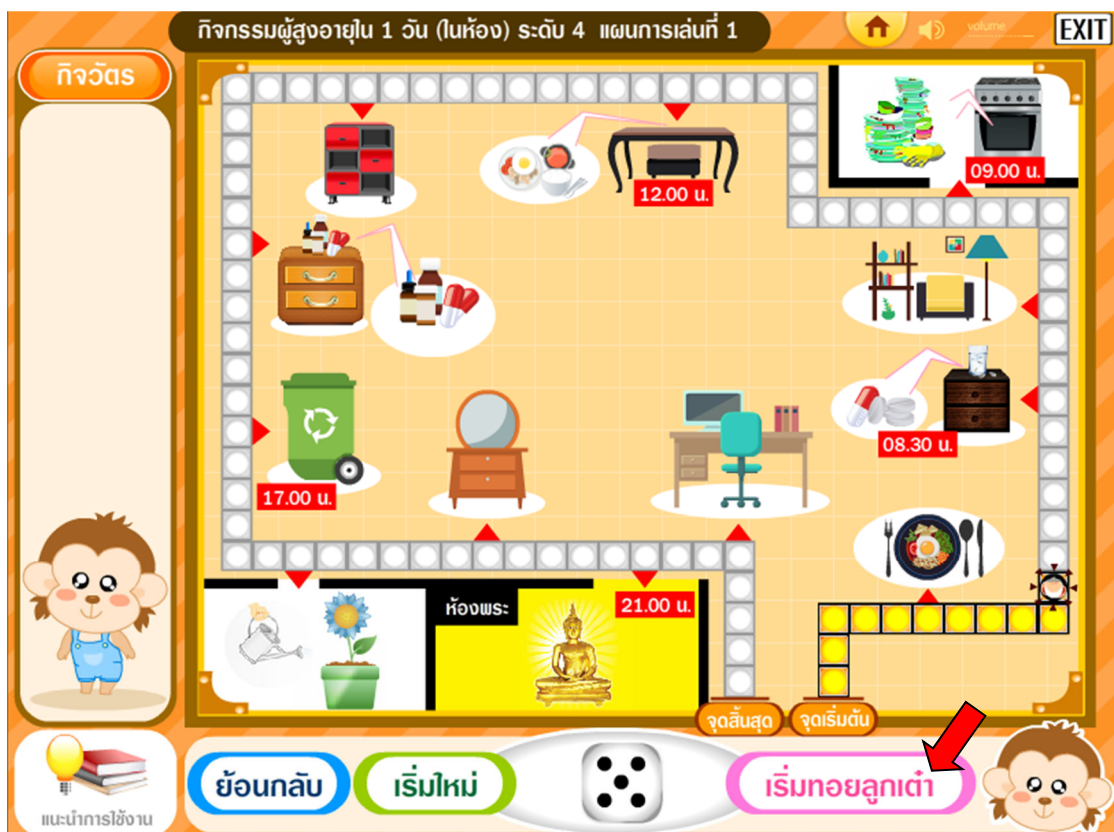 กิจกรรมผู้สูงอายุใน 1 วัน (ในห้อง) ระดับ 4 แผนการเล่นที่ 1
volume
EXIT
กิจวัตร
12.00 น.
09.00 น.
08.30 น.
17.00 น.
ห้องพระ
21.00 น.
จุดสิ้นสุด
จุดเริ่มต้น
ย้อนกลับ
เริ่มใหม่
เริ่มทอยลูกเต๋า
แนะนำการใช้งาน